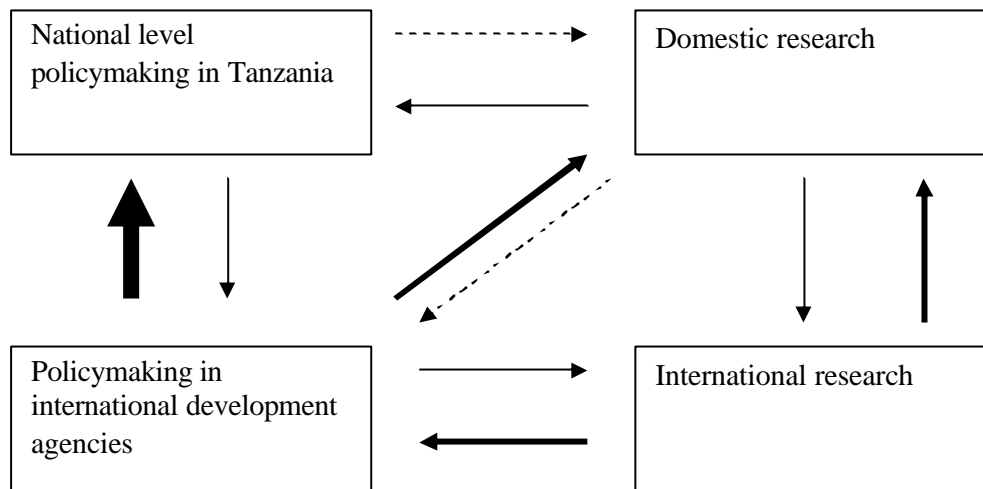 National level
policymaking in Tanzania
Domestic research
Policymaking in
international development
agencies
International research